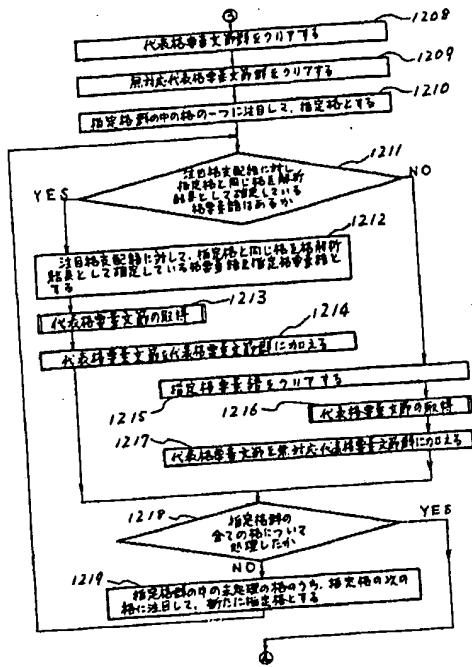 ③
1208
代表格要素文節群をクリアする
1209
無対応代表格要素文節群をクリアする
1210
指定格群の中の格の一つに注目して、指定格とする
1211
注目格支配語に対し
指定格と同じ格を解析
結果として指定している
格要素語はあるか
YES
NO
1212
注目格支配語に対して、指定格と同じ格を格解析
結果として指定している格要素語を指定格要素語と
する
1213
代表格要素文節の取得
1214
代表格要素文節を代表格要素文節群に加える
指定格要素語をクリアする
1215
1216
代表格要素文節の取得
1217
代表格要素文節を無対応代表格要素文節群に加える
1218
指定格群の
全ての格について
処理したか
YES
NO
1219
指定格群の中の未処理の格のうち、指定格の次の
格に注目して、新たに指定格とする
④